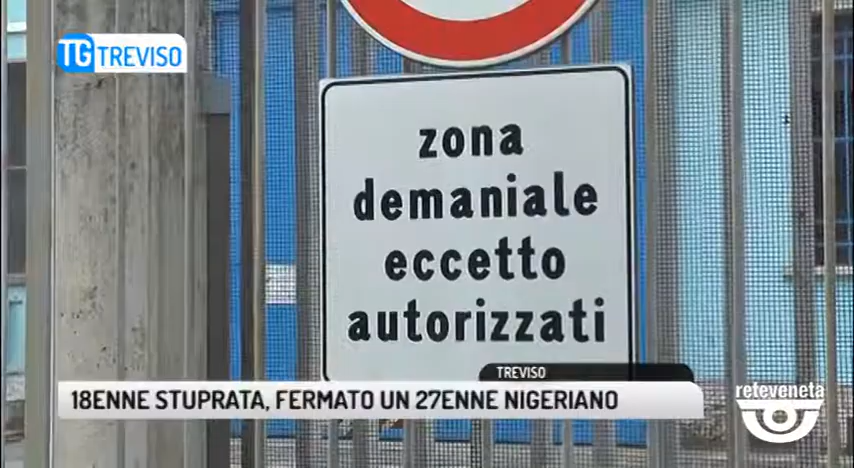 TG TREVISO
zona
demaniale
eccetto
autorizzati
TREVISO
18ENNE STUPRATA, FERMATO UN 27ENNE NIGERIANO
reteveneta